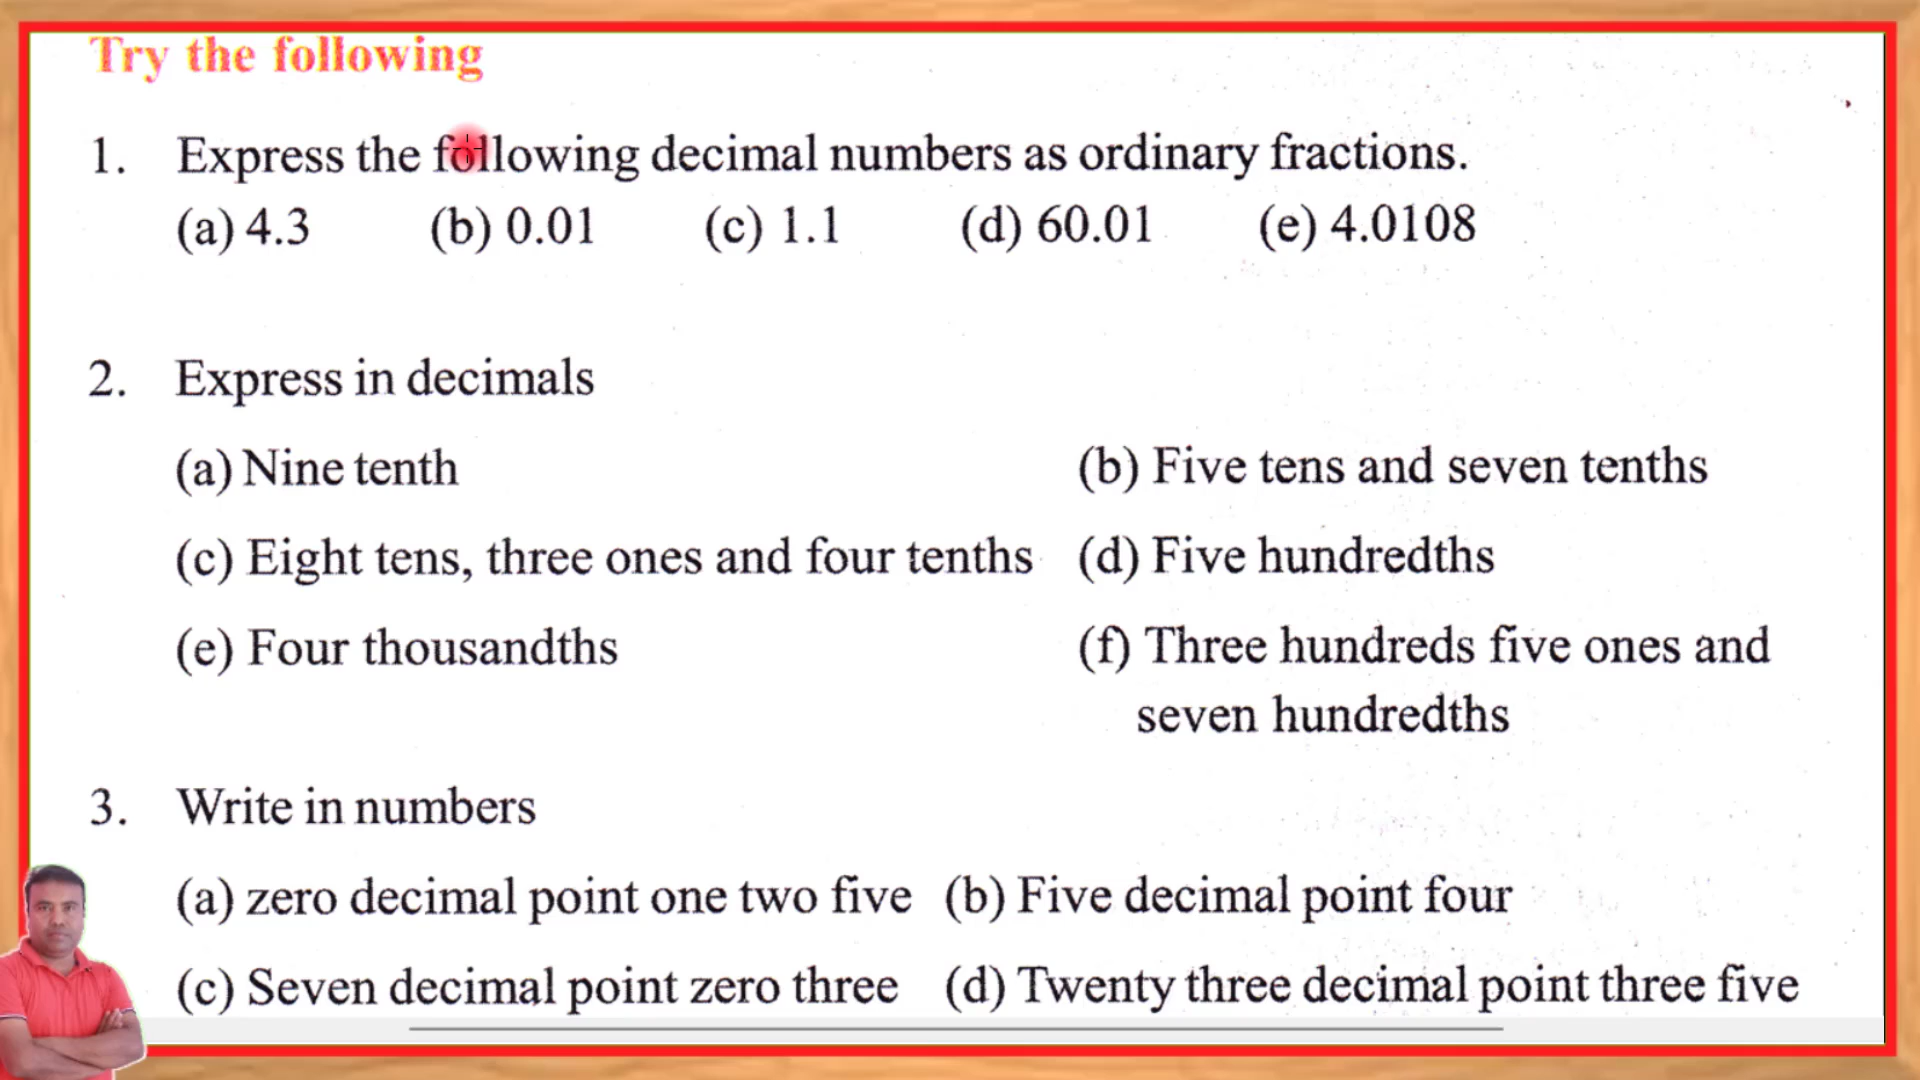 Try the following
1. Express the following decimal numbers as ordinary fractions.
(a) 4.3 (b) 0.01 (c) 1.1 (d) 60.01 (e) 4.0108
2. Express in decimals
(a) Nine tenth (b) Five tens and seven tenths
(c) Eight tens, three ones and four tenths (d) Five hundredths
(e) Four thousandths (f) Three hundreds five ones and
seven hundredths
3. Write in numbers
(a) zero decimal point one two five (b) Five decimal point four
(c) Seven decimal point zero three (d) Twenty three decimal point three five